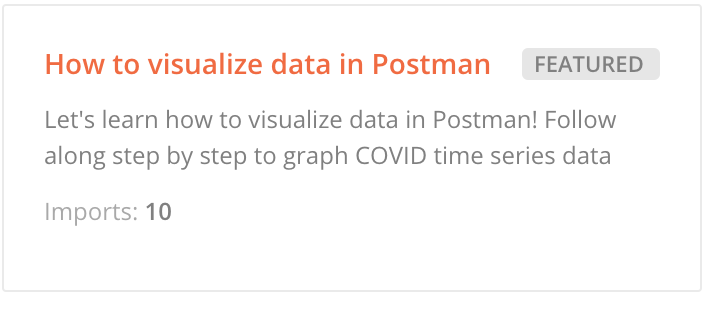 How to visualize data in Postman FEATURED
Let's learn how to visualize data in Postman! Follow
along step by step to graph COVID time series data
Imports: 10